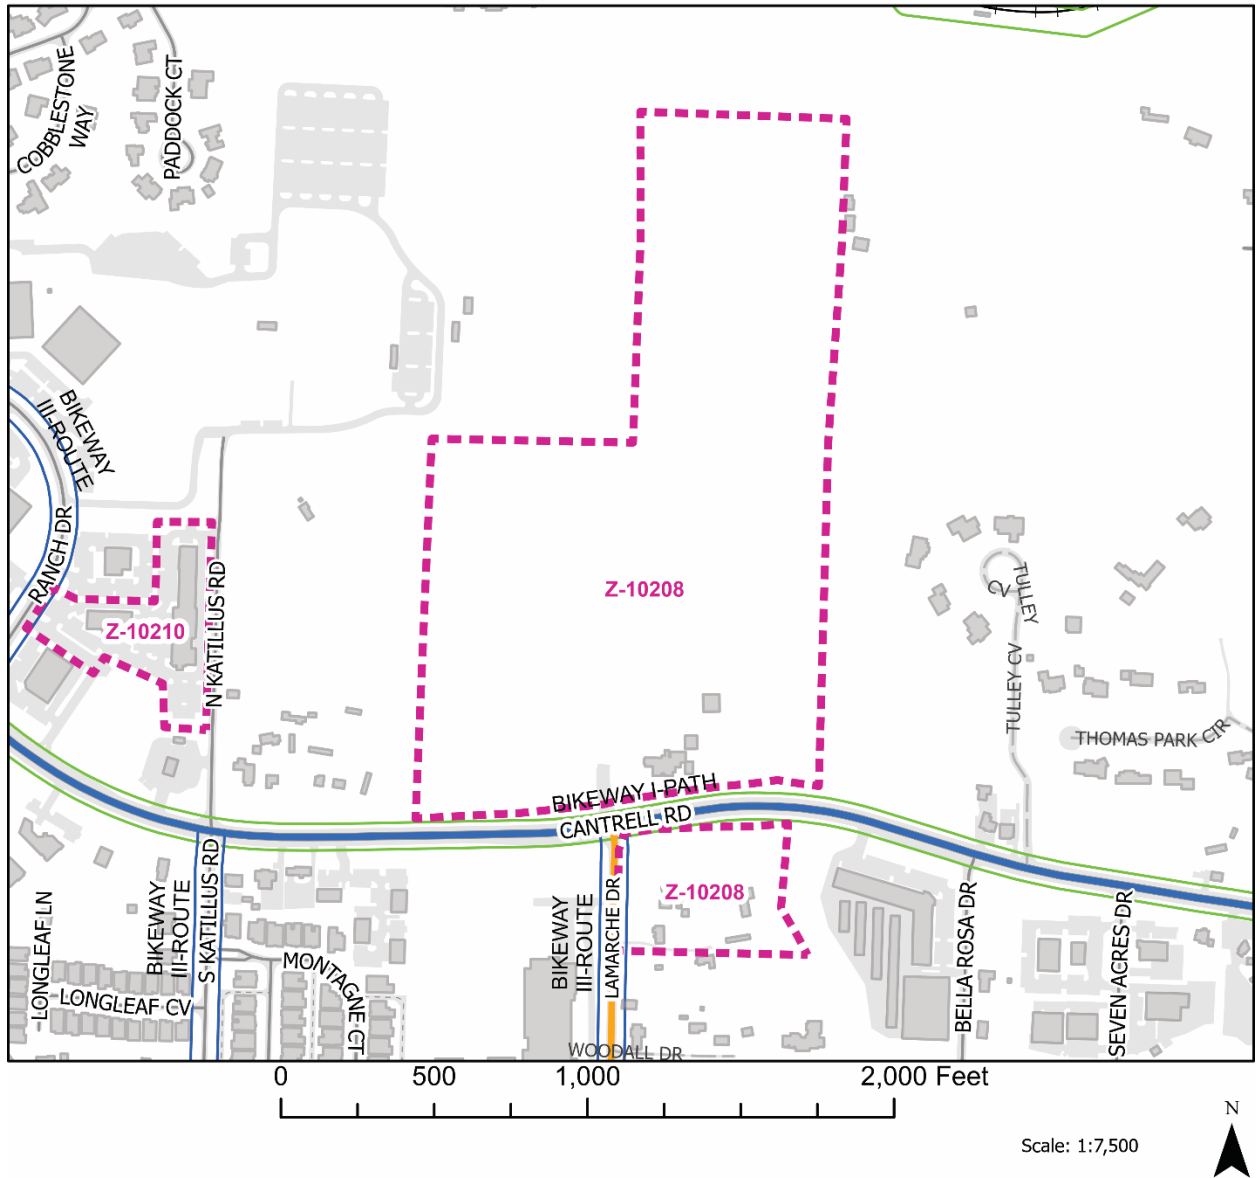 COBBLESTONE
WAY
PADDOCK CT
BIKEWAY
III-ROUTE
RANCH DR
Z-10210
N KATILLUS RD
Z-10208
TULLEY
CV
TULLEY CV
THOMAS PARK CIR
BIKEWAY I-PATH
CANTRELL RD
Z-10208
LONGLEAF LN
LONGLEAF CV
BIKEWAY
III-ROUTE
S KATILLUS RD
MONTAGNE CT
BIKEWAY
III-ROUTE
LAMARCHE DR
WOODALL DR
BELLA ROSA DR
SEVEN ACRES DR
0 500 1,000 2,000 Feet
N
Scale: 1:7,500